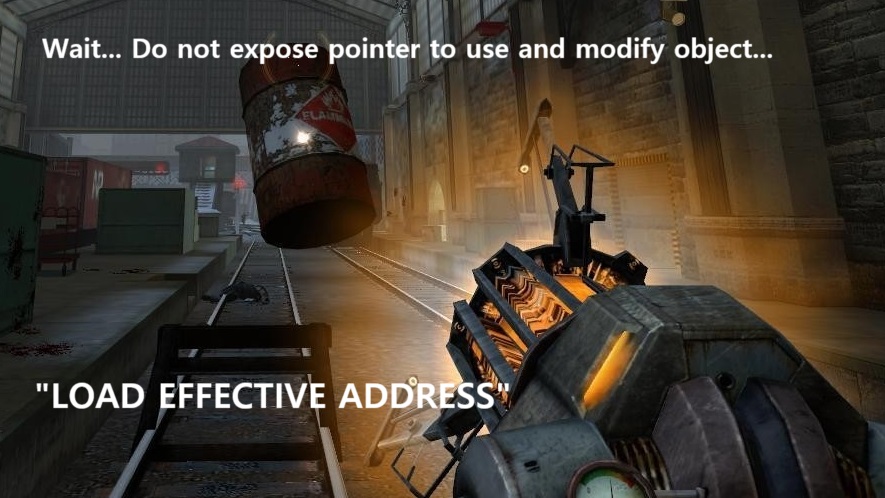 Wait... Do not expose pointer to use and modify object...
"LOAD EFFECTIVE ADDRESS"